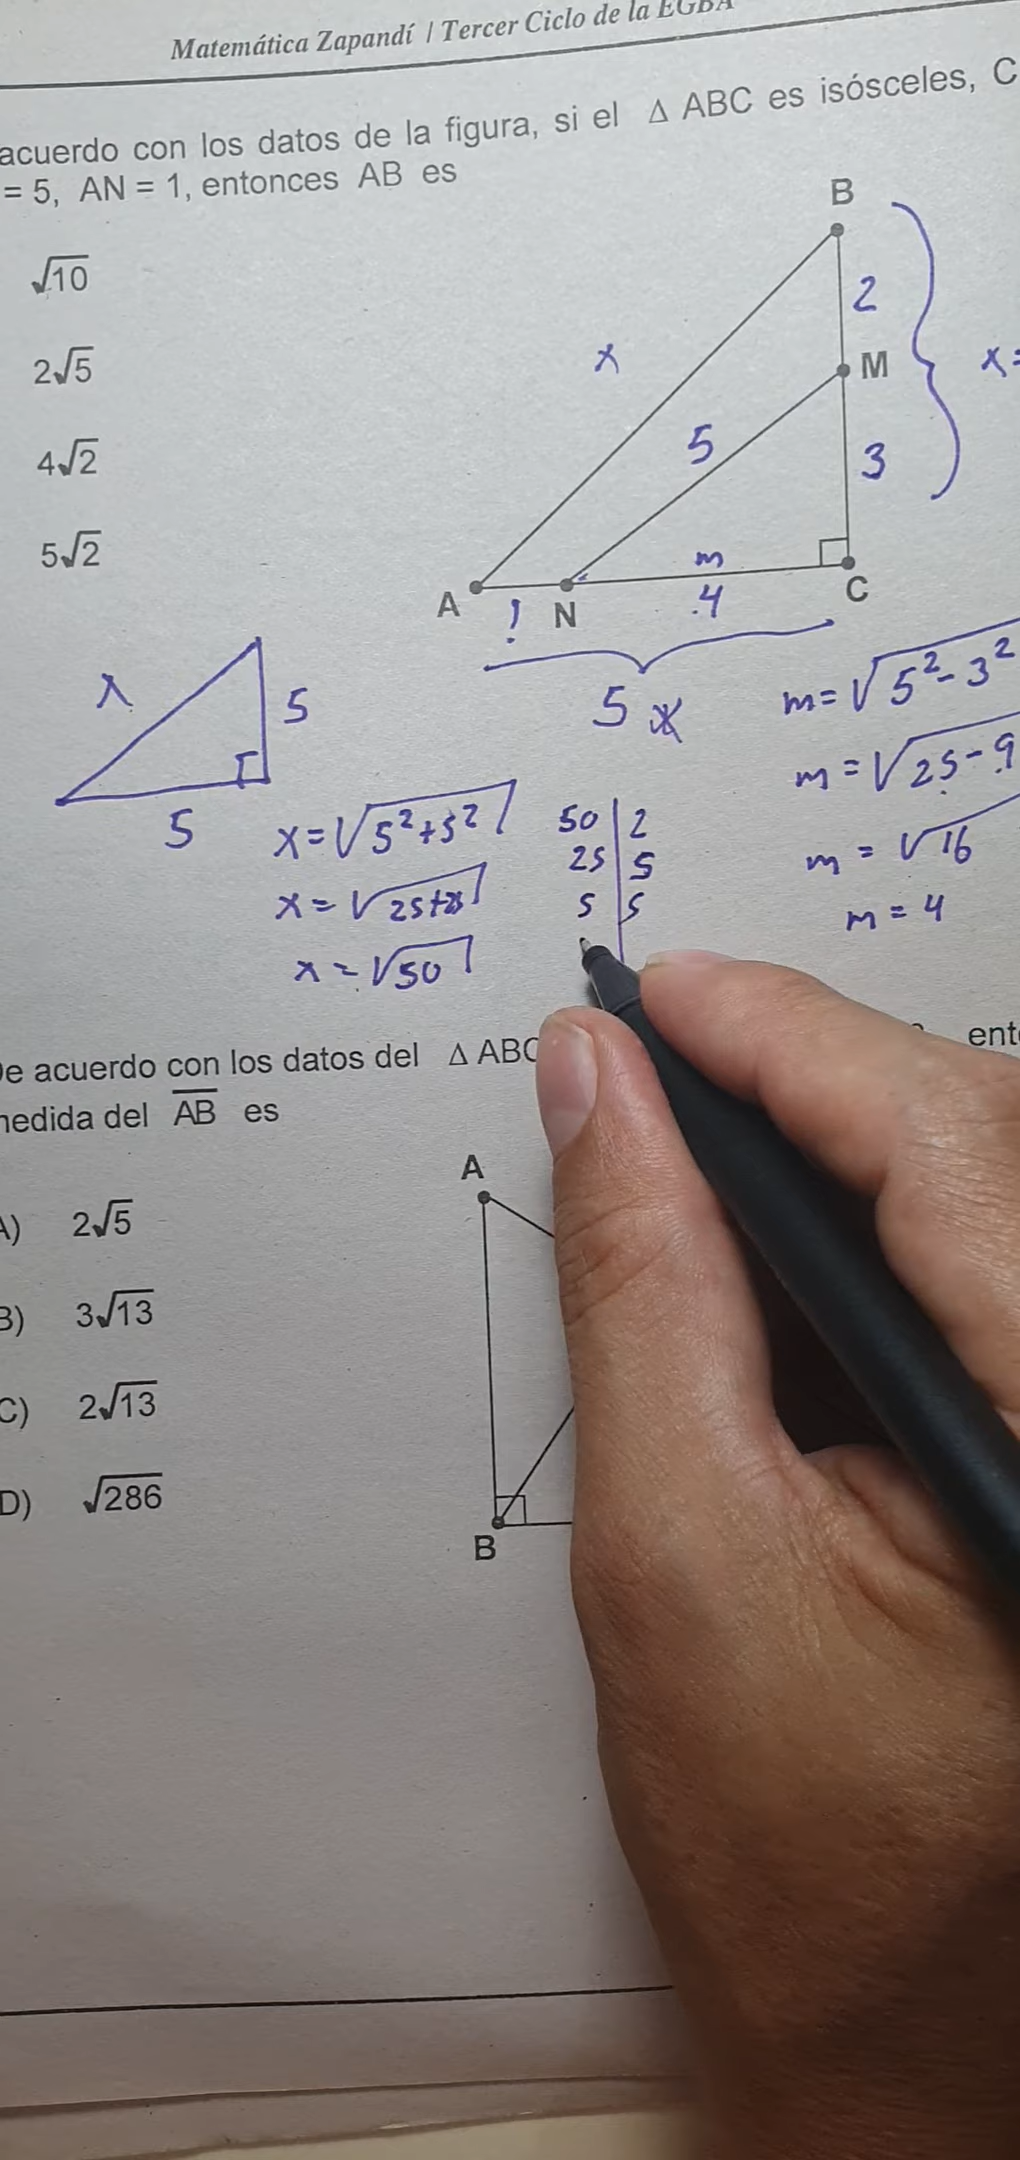 Matemática Zapandí / Tercer Ciclo de la EGBA
acuerdo con los datos de la figura, si el Δ ABC es isósceles, C
= 5, AN = 1, entonces AB es
√10
2√5
4√2
5√2
B
2
M
x
x=
5
3
m
A
N
4
C
5 x
x
5
5
m=√5²-3²
m=√25-9
m = √16
m = 4
x=√5²+5²
x=√25+25
x=√50
50 | 2
25 | 5
5 | 5
De acuerdo con los datos del Δ ABC
medida del AB es
A) 2√5
B) 3√13
C) 2√13
D) √286
A
B